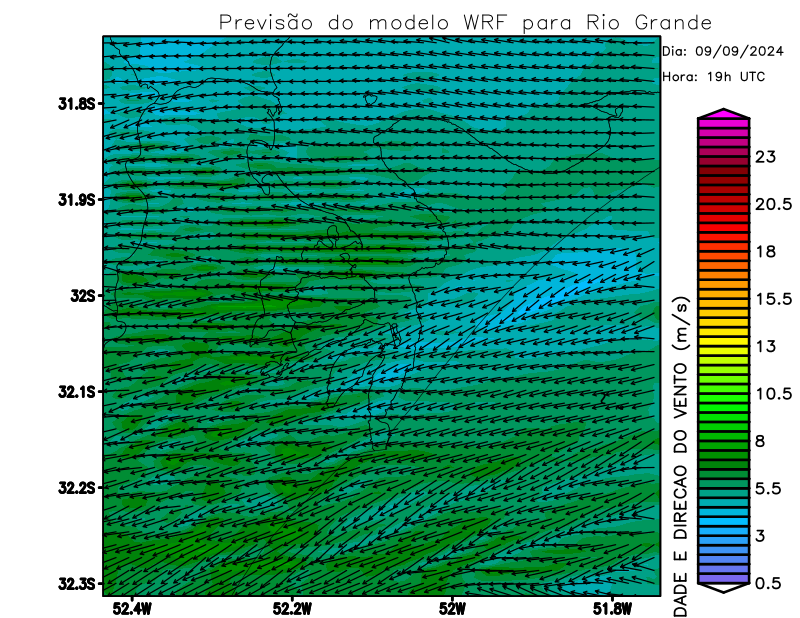 Previsão do modelo WRF para Rio Grande
Dia: 09/09/2024
Hora: 19h UTC
31.8S
31.9S
32S
32.1S
32.2S
32.3S
52.4W
52.2W
52W
51.8W
DADE E DIRECAO DO VENTO (m/s)
23
20.5
18
15.5
13
10.5
8
5.5
3
0.5